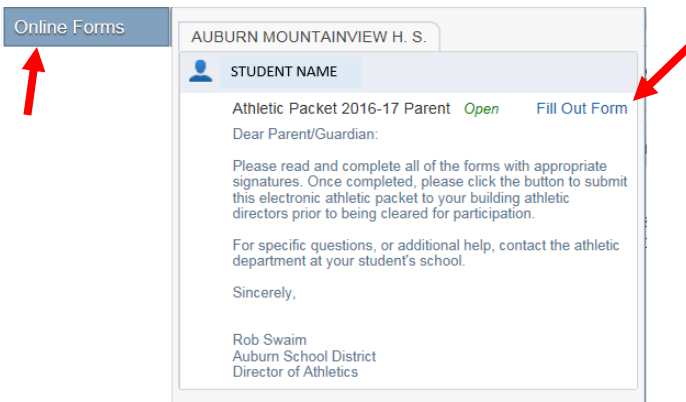 Online Forms
AUBURN MOUNTAINVIEW H. S.
STUDENT NAME
Athletic Packet 2016-17 Parent Open Fill Out Form
Dear Parent/Guardian:
Please read and complete all of the forms with appropriate
signatures. Once completed, please click the button to submit
this electronic athletic packet to your building athletic
directors prior to being cleared for participation.
For specific questions, or additional help, contact the athletic
department at your student's school.
Sincerely,
Rob Swaim
Auburn School District
Director of Athletics